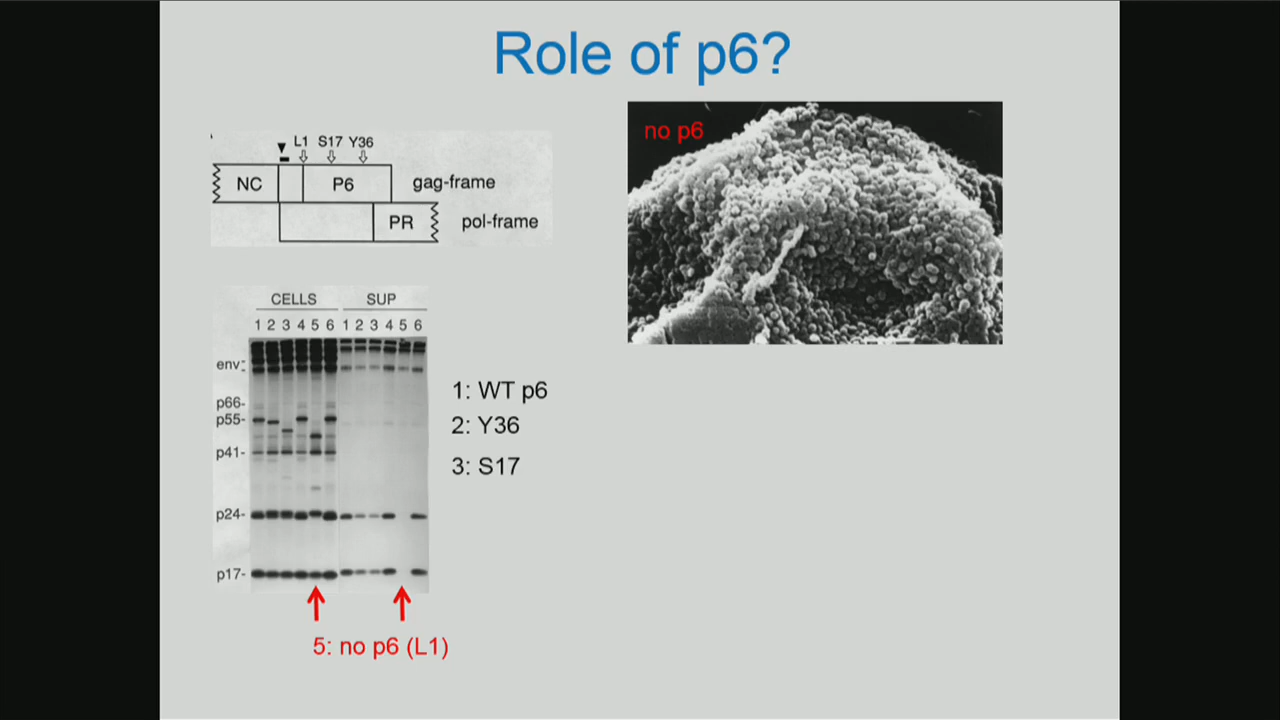 Role of p6?
no p6
L1 S17 Y36
NC P6 gag-frame
PR pol-frame
CELLS SUP
1 2 3 4 5 6 1 2 3 4 5 6
env:
p66-
p55-
p41-
p24-
p17-
1: WT p6
2: Y36
3: S17
5: no p6 (L1)